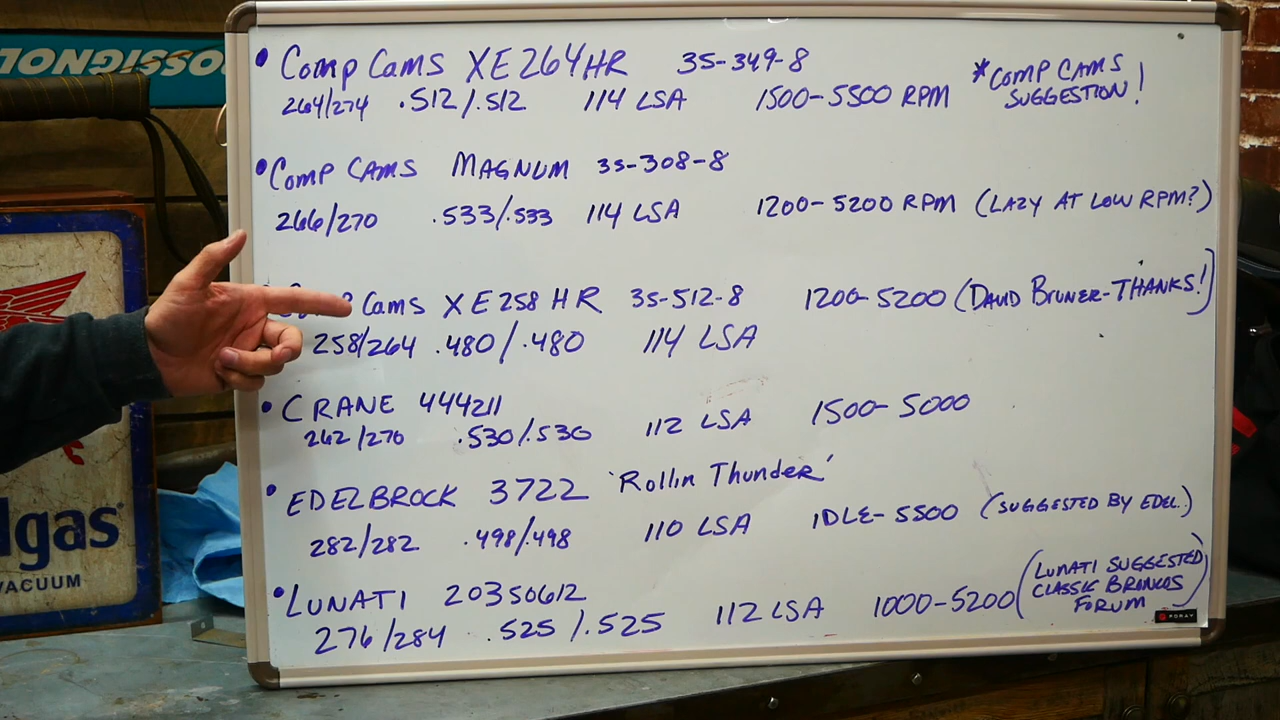 ROSSIGNOL
• Comp Cams XE264HR 35-349-8
264/274 .512/.512 114 LSA 1500-5500 RPM
*COMP CAMS
SUGGESTION!
• COMP CAMS MAGNUM 35-308-8
266/270 .533/.533 114 LSA 1200-5200 RPM (LAZY AT LOW RPM?)
Cams XE258HR 35-512-8 1200-5200 (DAVID BRUNER-THANKS!)
258/264 .480/.480 114 LSA
• CRANE 444211
262/270 .530/.530 112 LSA 1500-5000
• EDELBROCK 3722 'Rollin Thunder'
282/282 .498/.498 110 LSA IDLE-5500 (SUGGESTED BY EDEL.)
• LUNATI 20350612
276/284 .525/.525 112 LSA 1000-5200
(LUNATI SUGGESTED
CLASSIC BRONCOS
FORUM)
FORAY
lgas
VACUUM